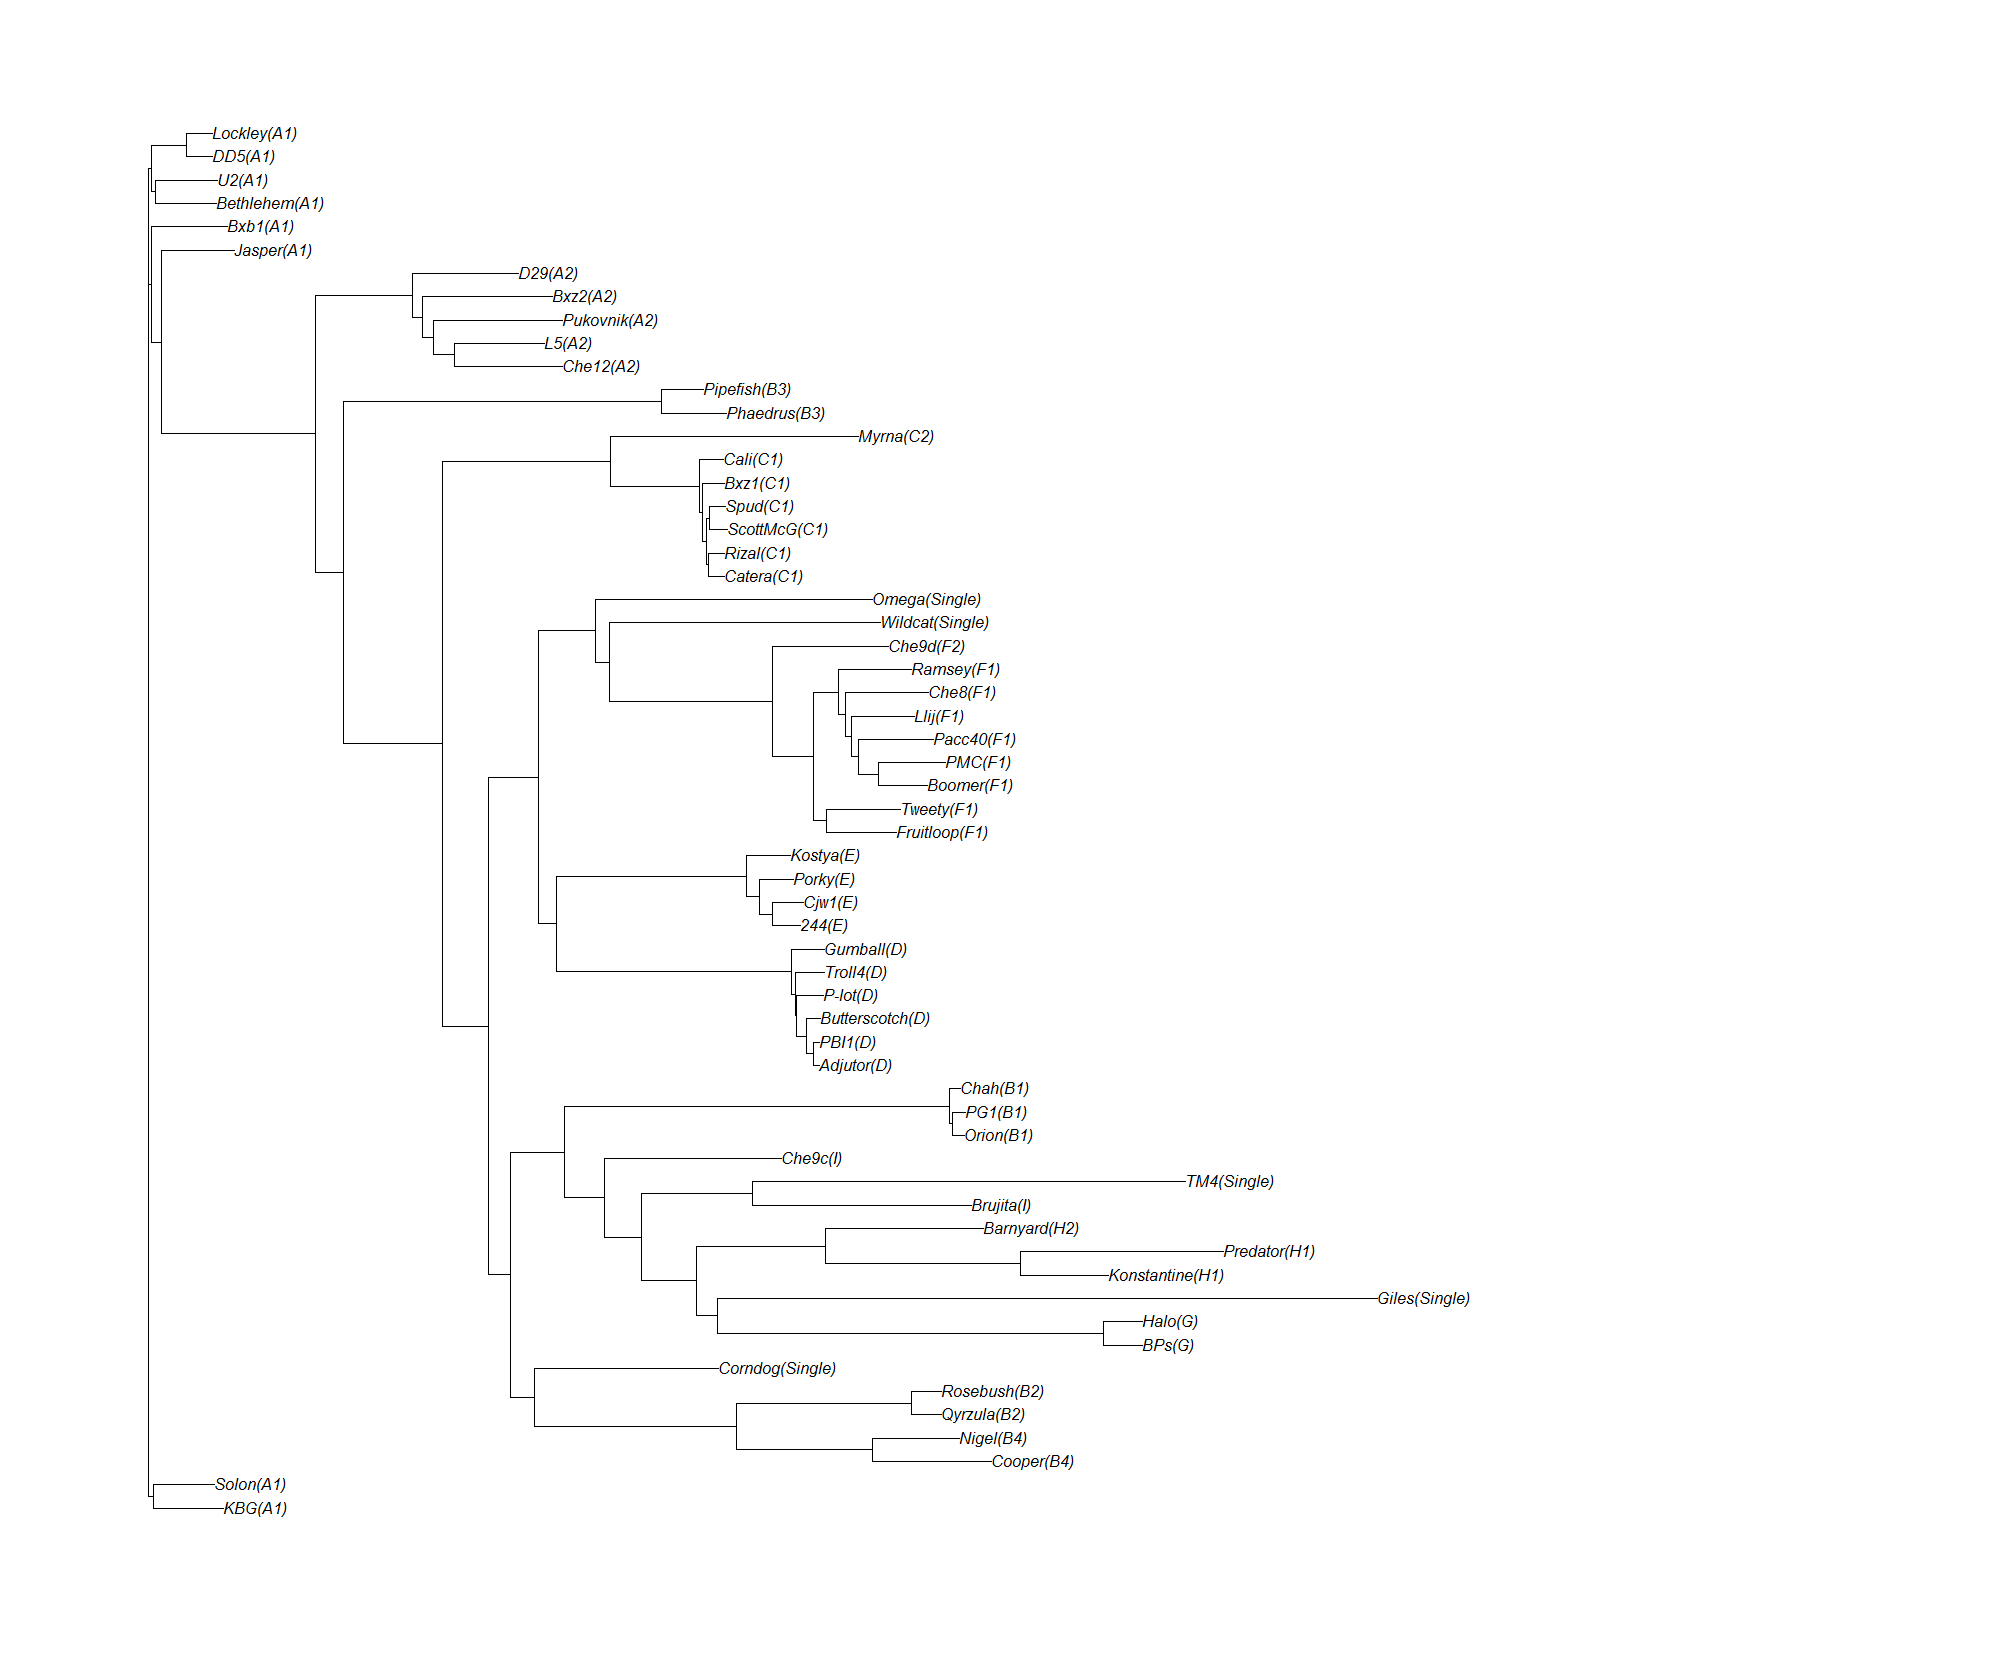 Lockley(A1)
DD5(A1)
U2(A1)
Bethlehem(A1)
Bxb1(A1)
Jasper(A1)
D29(A2)
Bxz2(A2)
Pukovnik(A2)
L5(A2)
Che12(A2)
Pipefish(B3)
Phaedrus(B3)
Myrna(C2)
Cali(C1)
Bxz1(C1)
Spud(C1)
ScottMcG(C1)
Rizal(C1)
Catera(C1)
Omega(Single)
Wildcat(Single)
Che9d(F2)
Ramsey(F1)
Che8(F1)
Llij(F1)
Pacc40(F1)
PMC(F1)
Boomer(F1)
Tweety(F1)
Fruitloop(F1)
Kostya(E)
Porky(E)
Cjw1(E)
244(E)
Gumball(D)
Troll4(D)
P-lot(D)
Butterscotch(D)
PBI1(D)
Adjutor(D)
Chah(B1)
PG1(B1)
Orion(B1)
Che9c(I)
TM4(Single)
Brujita(I)
Barnyard(H2)
Predator(H1)
Konstantine(H1)
Giles(Single)
Halo(G)
BPs(G)
Corndog(Single)
Rosebush(B2)
Qyrzula(B2)
Nigel(B4)
Cooper(B4)
Solon(A1)
KBG(A1)